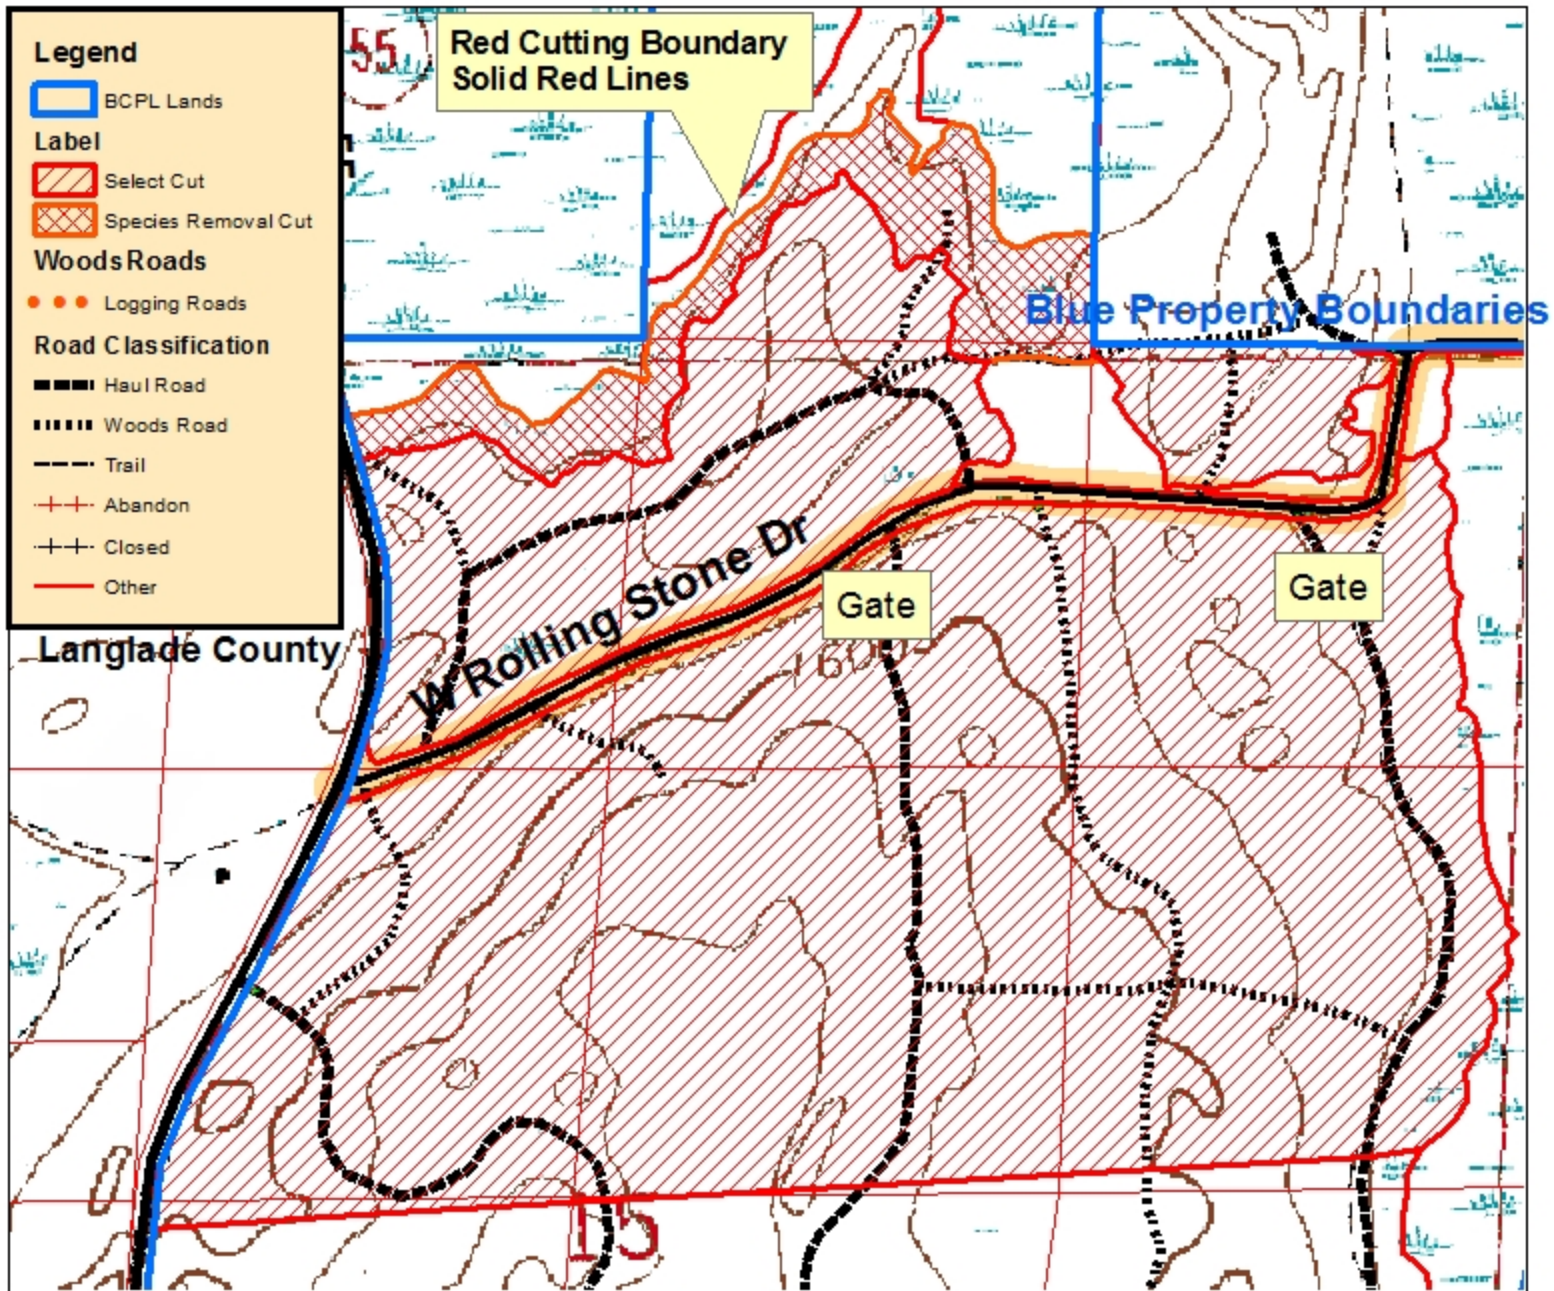 Legend
BCPL Lands
Label
Select Cut
Species Removal Cut
Woods Roads
Logging Roads
Road Classification
Haul Road
Woods Road
Trail
Abandon
Closed
Other
55
Red Cutting Boundary
Solid Red Lines
Blue Property Boundaries
W Rolling Stone Dr
Gate
Gate
Langlade County
1600
15